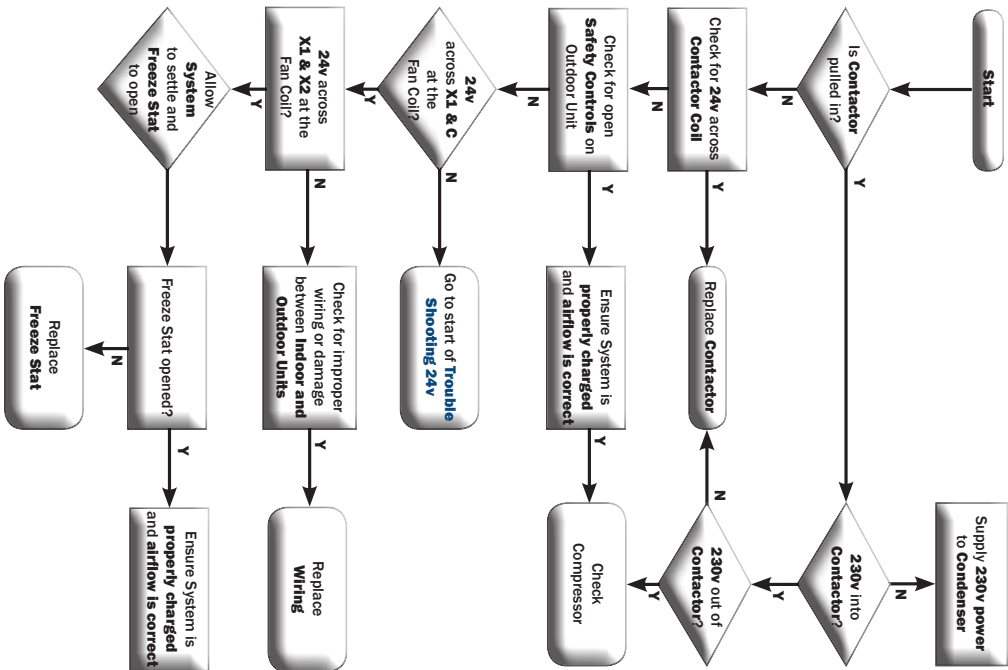 Start
Is Contactor
pulled in?
N
Y
Check for 24v across
Contactor Coil
N
Y
Check for open
Safety Controls on
Outdoor Unit
N
Y
24v
across X1 & C
at the
Fan Coil?
Y
N
24v across
X1 & X2 at the
Fan Coil?
Y
N
Allow
System
to settle and
Freeze Stat
to open
Replace Contactor
Ensure System is
properly charged
and airflow is correct
Y
Go to start of Trouble
Shooting 24v
Check for improper
wiring or damage
between Indoor and
Outdoor Units
Y
Freeze Stat opened?
N
Y
Replace
Freeze Stat
Supply 230v power
to Condenser
N
230v into
Contactor?
Y
230v out of
Contactor?
N
Y
Check
Compressor
Replace
Wiring
Ensure System is
properly charged
and airflow is correct